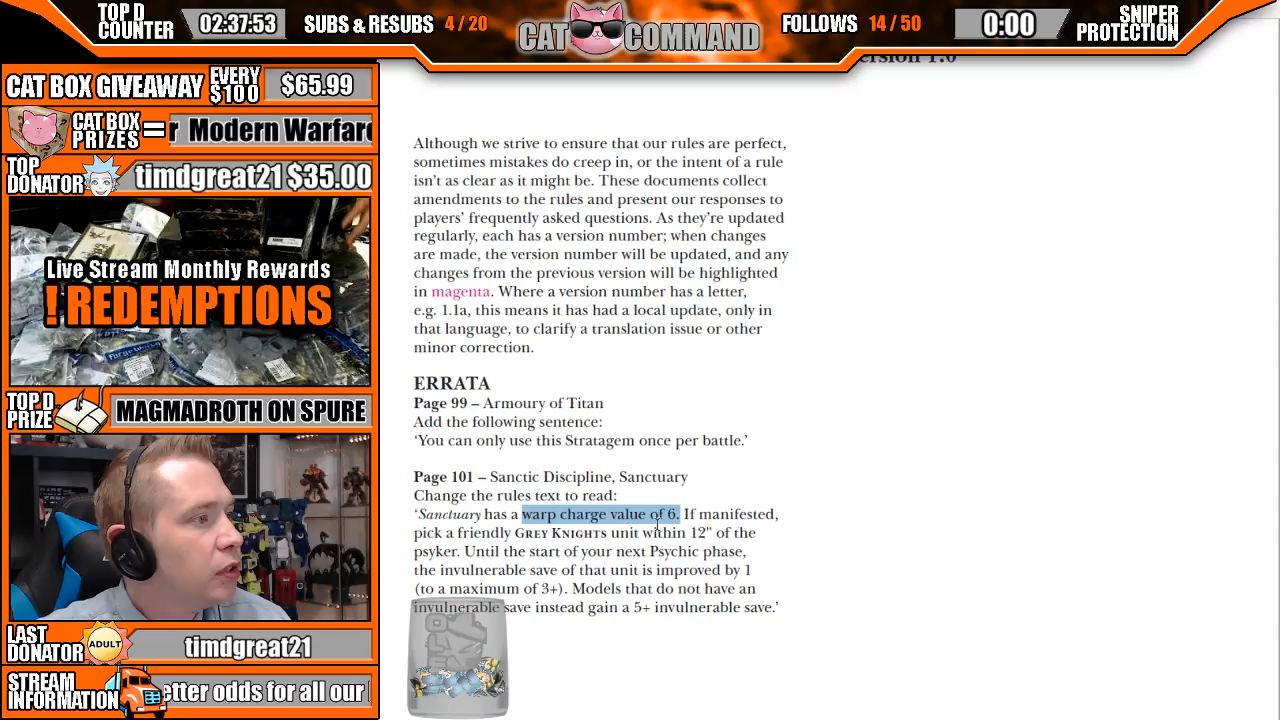 TOP D
COUNTER
02:37:53
SUBS & RESUBS 4/20
CAT COMMAND
FOLLOWS 14/50
0:00
SNIPER
PROTECTION
CAT BOX GIVEAWAY
EVERY
$100
$65.99
CAT BOX
PRIZES
=
r Modern Warfare
TOP
DONATOR
timdgreat21 $35.00
Live Stream Monthly Rewards
! REDEMPTIONS
TOP D
PRIZE
MAGMADROTH ON SPURE
LAST
DONATOR
ADULT
timdgreat21
STREAM
INFORMATION
etter odds for all our
ersion 1.0
Although we strive to ensure that our rules are perfect,
sometimes mistakes do creep in, or the intent of a rule
isn't as clear as it might be. These documents collect
amendments to the rules and present our responses to
players' frequently asked questions. As they're updated
regularly, each has a version number; when changes
are made, the version number will be updated, and any
changes from the previous version will be highlighted
in magenta. Where a version number has a letter,
e.g. 1.1a, this means it has had a local update, only in
that language, to clarify a translation issue or other
minor correction.
ERRATA
Page 99 – Armoury of Titan
Add the following sentence:
'You can only use this Stratagem once per battle.'
Page 101 – Sanctic Discipline, Sanctuary
Change the rules text to read:
'Sanctuary has a warp charge value of 6. If manifested,
pick a friendly GREY KNIGHTS unit within 12" of the
psyker. Until the start of your next Psychic phase,
the invulnerable save of that unit is improved by 1
(to a maximum of 3+). Models that do not have an
invulnerable save instead gain a 5+ invulnerable save.'